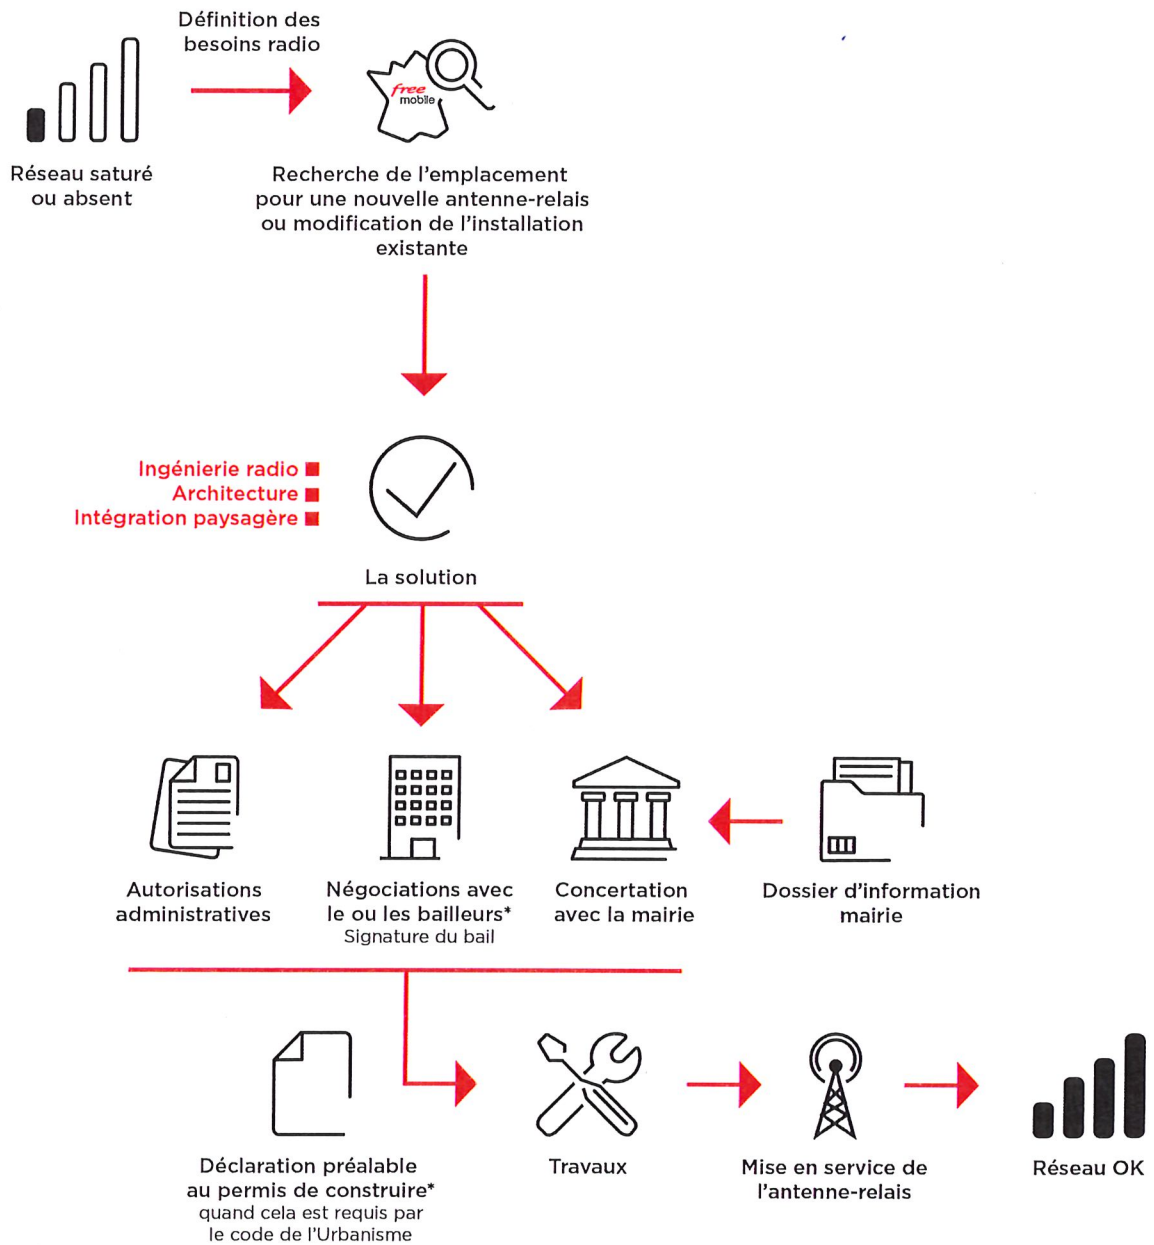 Définition des
besoins radio
free
mobile
Réseau saturé
ou absent
Recherche de l'emplacement
pour une nouvelle antenne-relais
ou modification de l'installation
existante
Ingénierie radio
Architecture
Intégration paysagère
La solution
Autorisations
administratives
Négociations avec
le ou les bailleurs*
Signature du bail
Concertation
avec la mairie
Dossier d'information
mairie
Déclaration préalable
au permis de construire*
quand cela est requis par
le code de l'Urbanisme
Travaux
Mise en service de
l'antenne-relais
Réseau OK